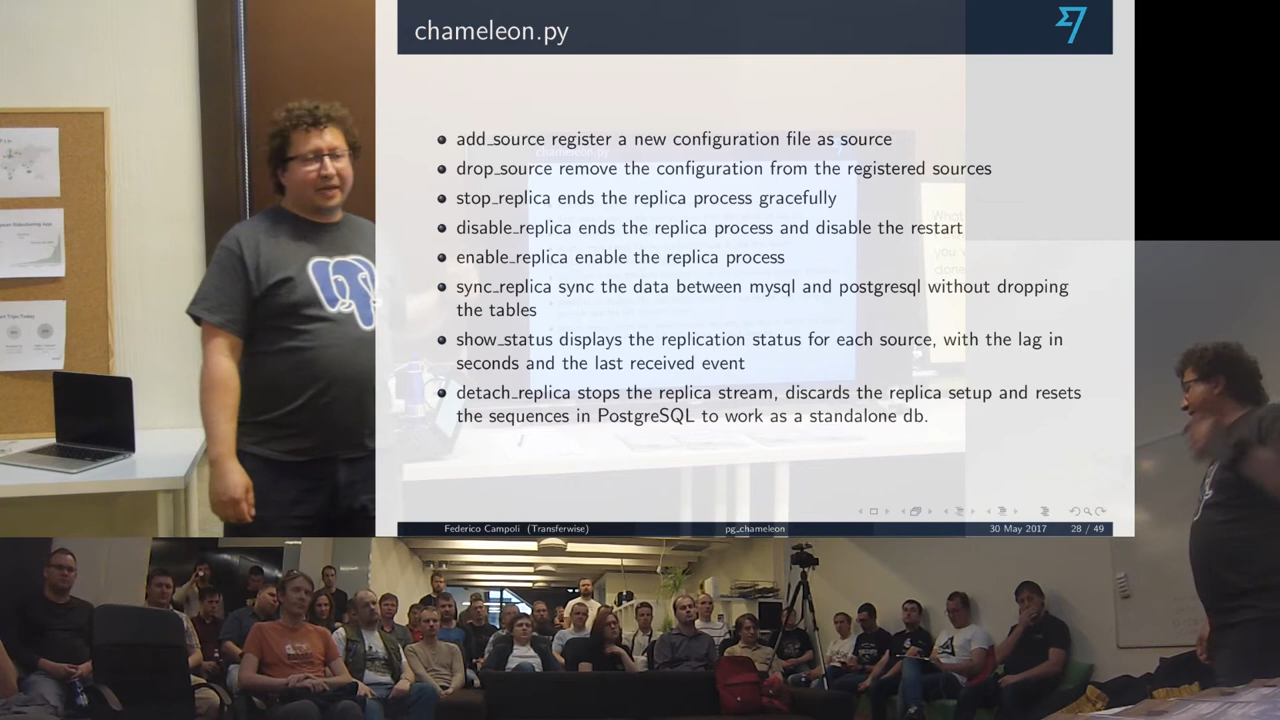 chameleon.py
add_source register a new configuration file as source
drop_source remove the configuration from the registered sources
stop_replica ends the replica process gracefully
disable_replica ends the replica process and disable the restart
enable_replica enable the replica process
sync_replica sync the data between mysql and postgresql without dropping
the tables
show_status displays the replication status for each source, with the lag in
seconds and the last received event
detach_replica stops the replica stream, discards the replica setup and resets
the sequences in PostgreSQL to work as a standalone db.
Federico Campoli (Transferwise)
pg_chameleon
30 May 2017
28 / 49